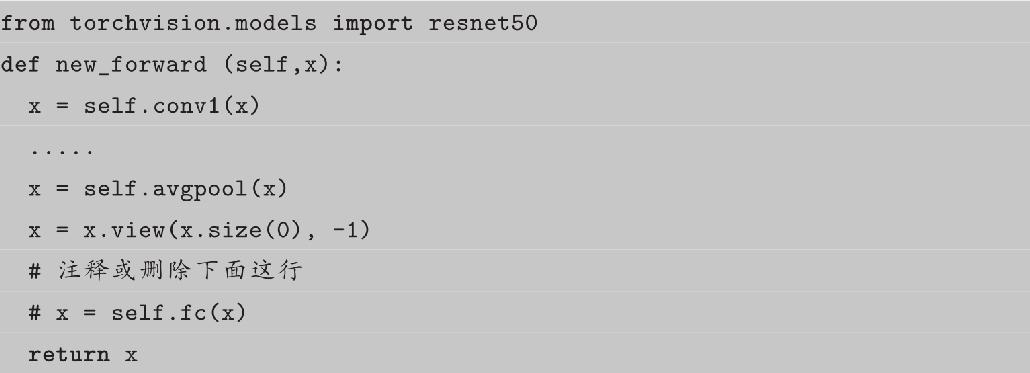 from torchvision.models import resnet50
def new_forward (self,x):
x = self.conv1(x)
.....
x = self.avgpool(x)
x = x.view(x.size(0), -1)
# 注释或删除下面这行
# x = self.fc(x)
return x